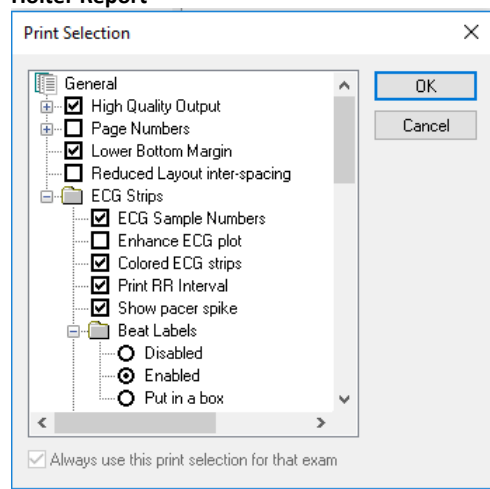 Holter Report
Print Selection
OK
Cancel
General
High Quality Output
Page Numbers
Lower Bottom Margin
Reduced Layout inter-spacing
ECG Strips
ECG Sample Numbers
Enhance ECG plot
Colored ECG strips
Print RR Interval
Show pacer spike
Beat Labels
Disabled
Enabled
Put in a box
Always use this print selection for that exam